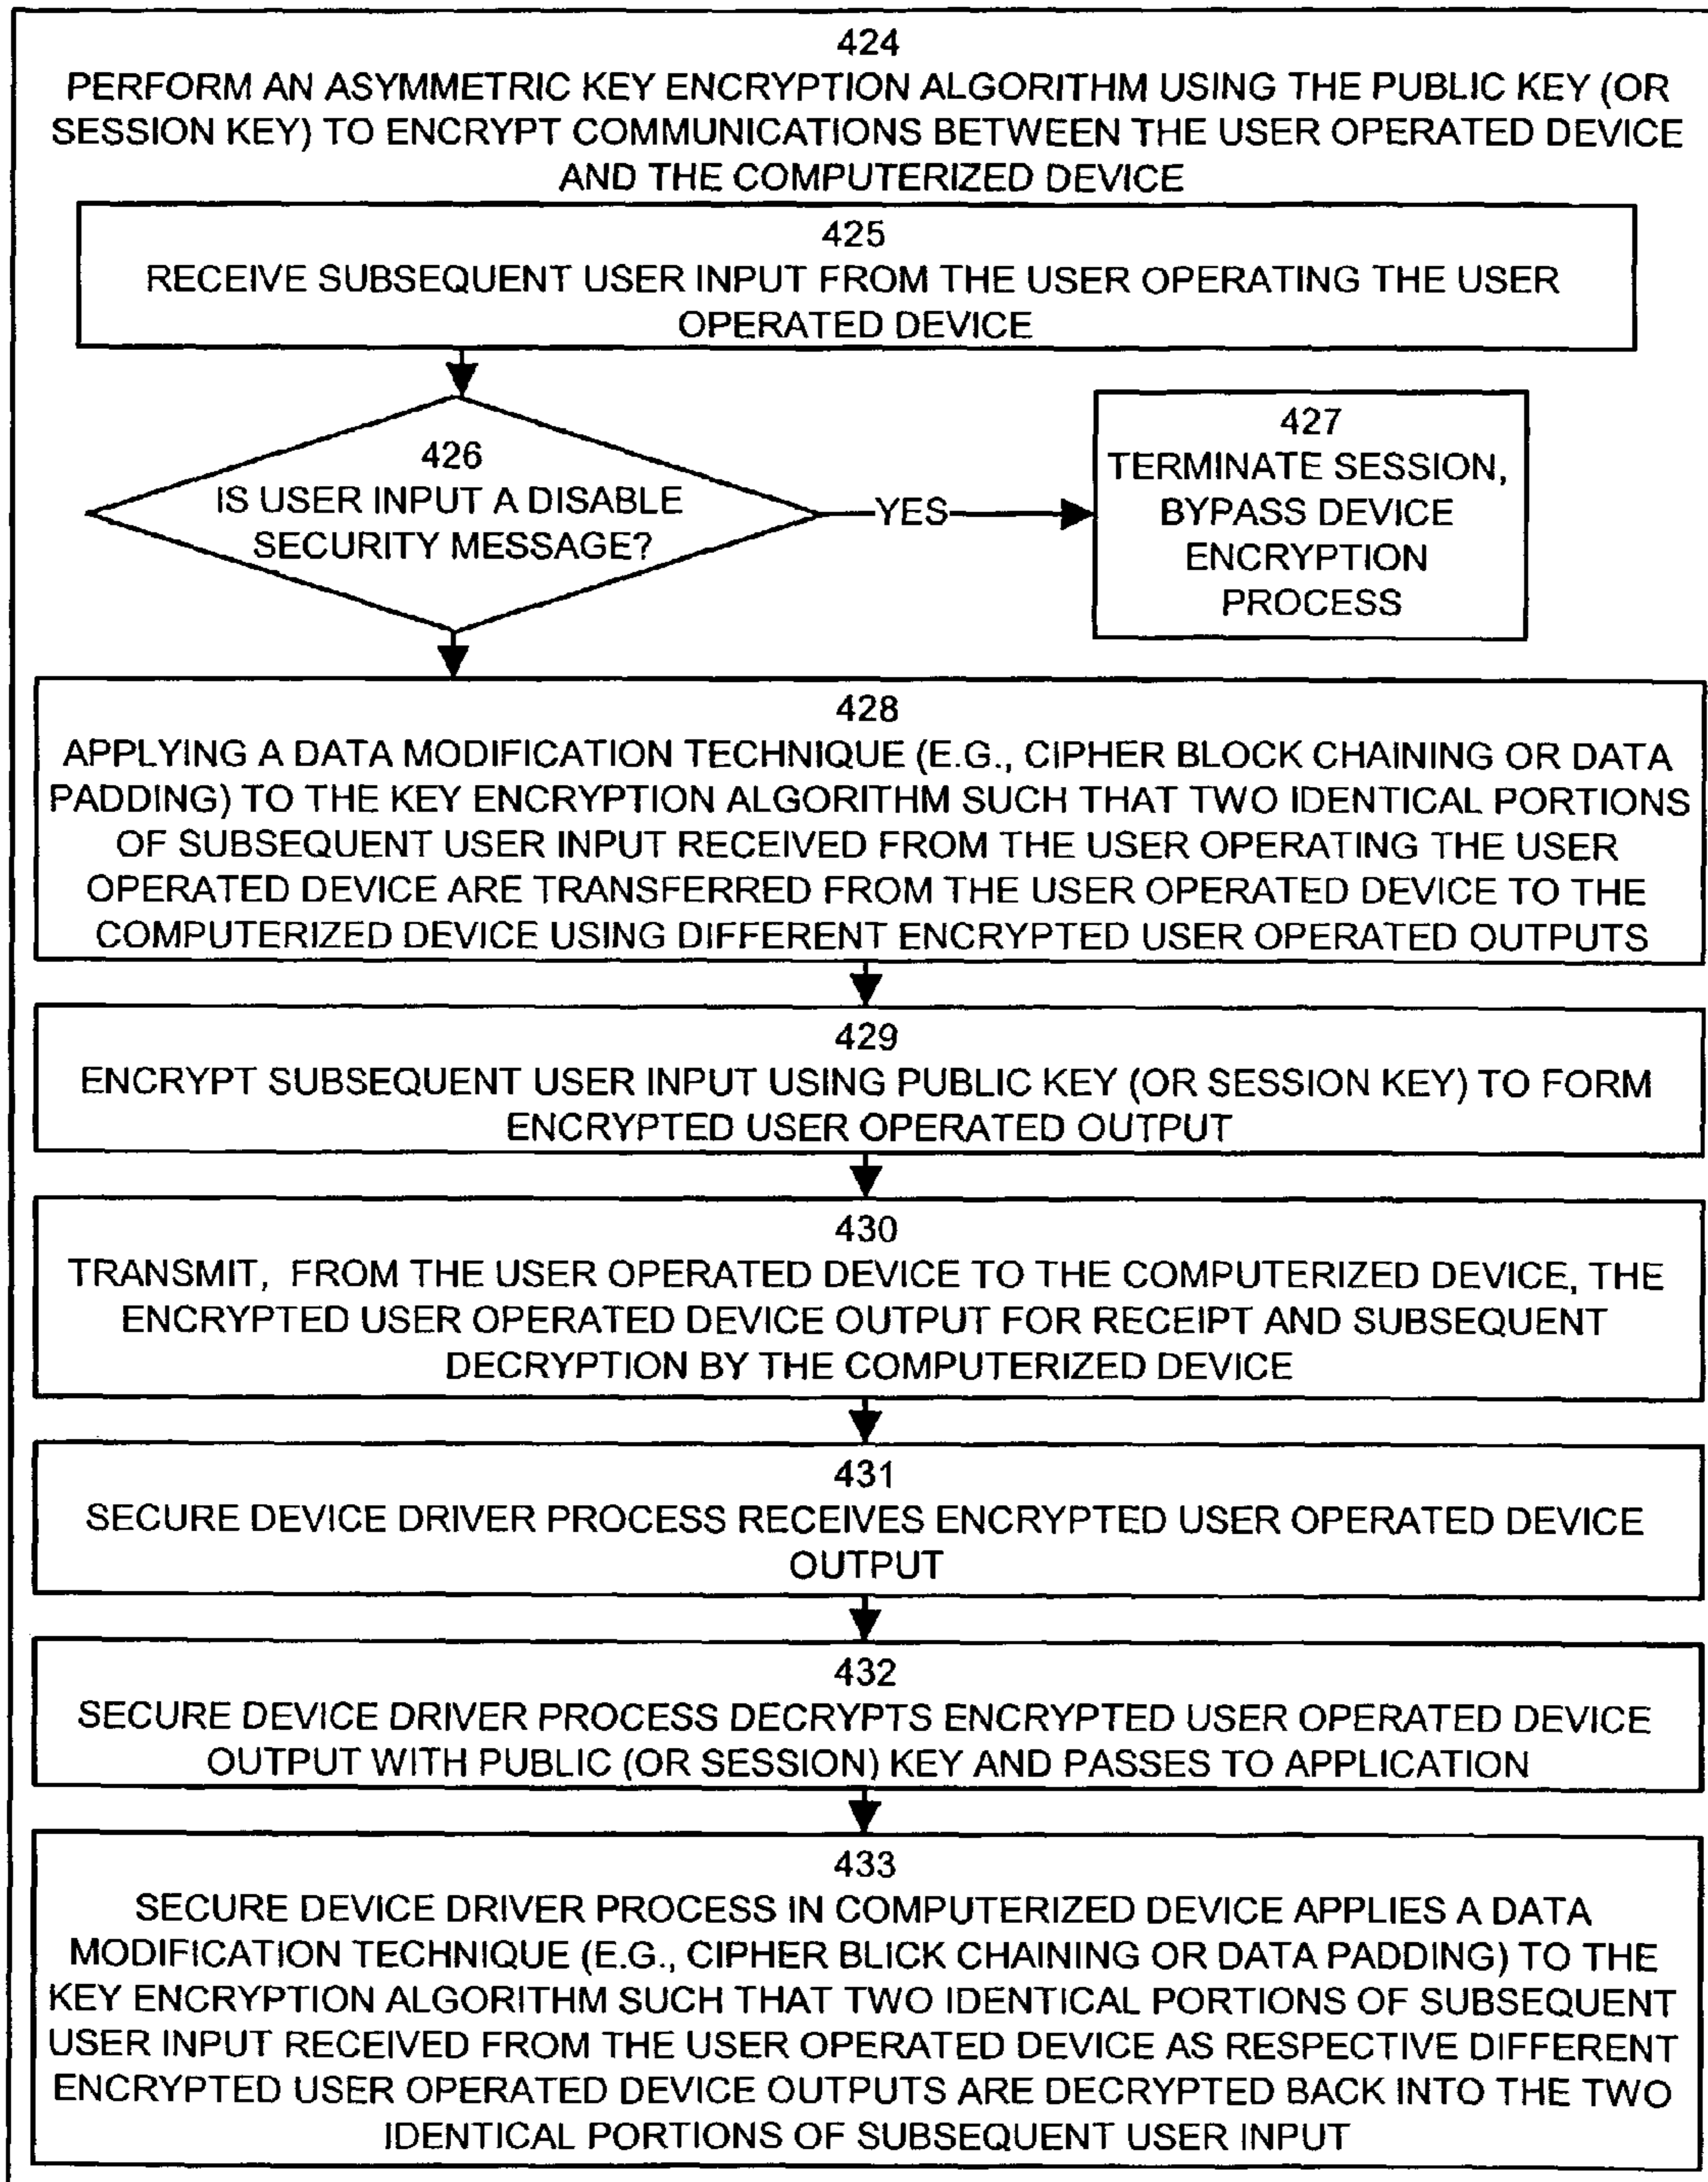 424
PERFORM AN ASYMMETRIC KEY ENCRYPTION ALGORITHM USING THE PUBLIC KEY (OR
SESSION KEY) TO ENCRYPT COMMUNICATIONS BETWEEN THE USER OPERATED DEVICE
AND THE COMPUTERIZED DEVICE
425
RECEIVE SUBSEQUENT USER INPUT FROM THE USER OPERATING THE USER
OPERATED DEVICE
426
IS USER INPUT A DISABLE
SECURITY MESSAGE?
YES
427
TERMINATE SESSION,
BYPASS DEVICE
ENCRYPTION
PROCESS
428
APPLYING A DATA MODIFICATION TECHNIQUE (E.G., CIPHER BLOCK CHAINING OR DATA
PADDING) TO THE KEY ENCRYPTION ALGORITHM SUCH THAT TWO IDENTICAL PORTIONS
OF SUBSEQUENT USER INPUT RECEIVED FROM THE USER OPERATING THE USER
OPERATED DEVICE ARE TRANSFERRED FROM THE USER OPERATED DEVICE TO THE
COMPUTERIZED DEVICE USING DIFFERENT ENCRYPTED USER OPERATED OUTPUTS
429
ENCRYPT SUBSEQUENT USER INPUT USING PUBLIC KEY (OR SESSION KEY) TO FORM
ENCRYPTED USER OPERATED OUTPUT
430
TRANSMIT, FROM THE USER OPERATED DEVICE TO THE COMPUTERIZED DEVICE, THE
ENCRYPTED USER OPERATED DEVICE OUTPUT FOR RECEIPT AND SUBSEQUENT
DECRYPTION BY THE COMPUTERIZED DEVICE
431
SECURE DEVICE DRIVER PROCESS RECEIVES ENCRYPTED USER OPERATED DEVICE
OUTPUT
432
SECURE DEVICE DRIVER PROCESS DECRYPTS ENCRYPTED USER OPERATED DEVICE
OUTPUT WITH PUBLIC (OR SESSION) KEY AND PASSES TO APPLICATION
433
SECURE DEVICE DRIVER PROCESS IN COMPUTERIZED DEVICE APPLIES A DATA
MODIFICATION TECHNIQUE (E.G., CIPHER BLICK CHAINING OR DATA PADDING) TO THE
KEY ENCRYPTION ALGORITHM SUCH THAT TWO IDENTICAL PORTIONS OF SUBSEQUENT
USER INPUT RECEIVED FROM THE USER OPERATED DEVICE AS RESPECTIVE DIFFERENT
ENCRYPTED USER OPERATED DEVICE OUTPUTS ARE DECRYPTED BACK INTO THE TWO
IDENTICAL PORTIONS OF SUBSEQUENT USER INPUT